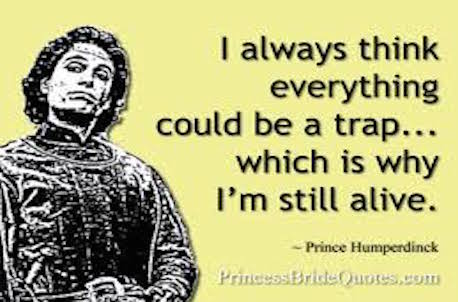 I always think
everything
could be a trap...
which is why
I'm still alive.
~ Prince Humperdinck
PrincessBrideQuotes.com